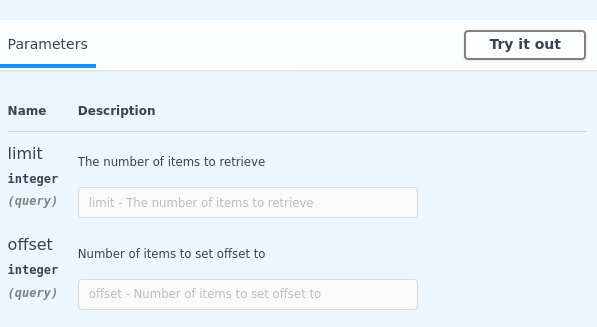 Parameters
Try it out
Name Description
limit
The number of items to retrieve
integer
(query)
limit - The number of items to retrieve
offset
Number of items to set offset to
integer
(query)
offset - Number of items to set offset to